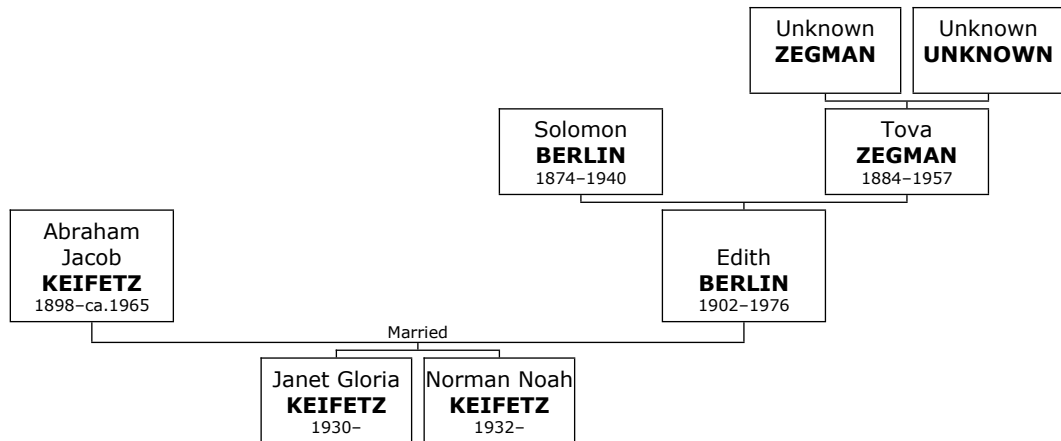 Unknown
ZEGMAN
Unknown
UNKNOWN
Solomon
BERLIN
1874–1940
Tova
ZEGMAN
1884–1957
Abraham
Jacob
KEIFETZ
1898–ca.1965
Edith
BERLIN
1902–1976
Married
Janet Gloria
KEIFETZ
1930–
Norman Noah
KEIFETZ
1932–